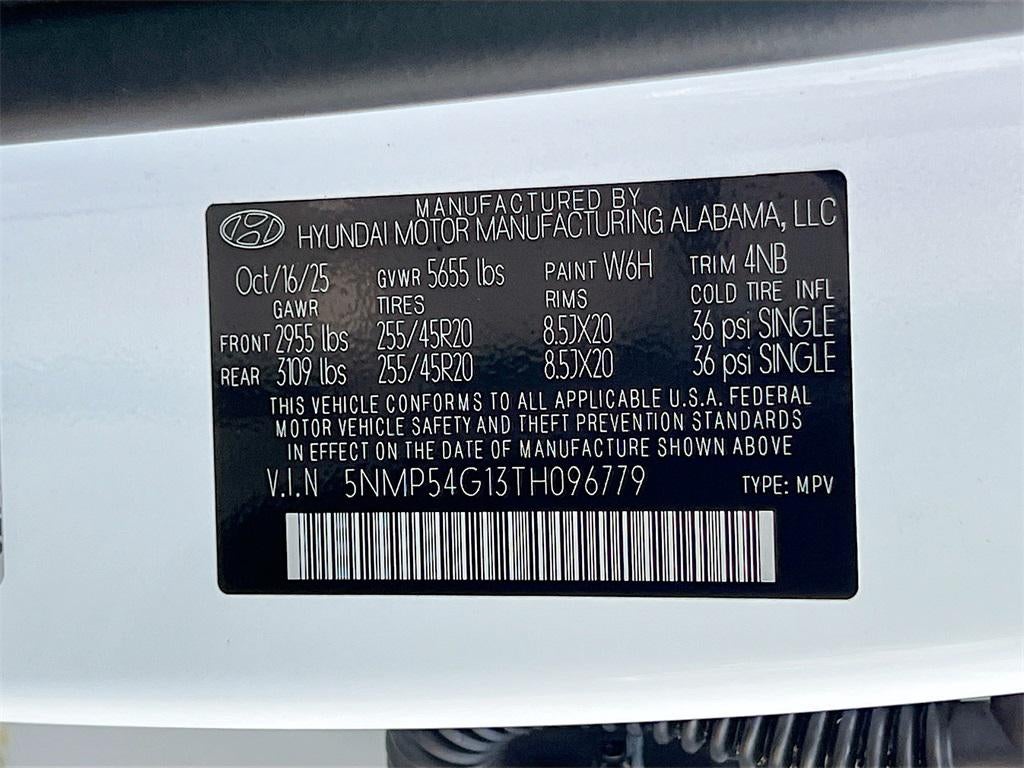 MANUFACTURED BY
HYUNDAI MOTOR MANUFACTURING ALABAMA, LLC
Oct/16/25 GVWR 5655 lbs PAINT W6H TRIM 4NB
GAWR TIRES RIMS COLD TIRE INFL
FRONT 2955 lbs 255/45R20 8.5JX20 36 psi SINGLE
REAR 3109 lbs 255/45R20 8.5JX20 36 psi SINGLE
THIS VEHICLE CONFORMS TO ALL APPLICABLE U.S.A. FEDERAL
MOTOR VEHICLE SAFETY AND THEFT PREVENTION STANDARDS
IN EFFECT ON THE DATE OF MANUFACTURE SHOWN ABOVE
V.I.N 5NMP54G13TH096779 TYPE: MPV